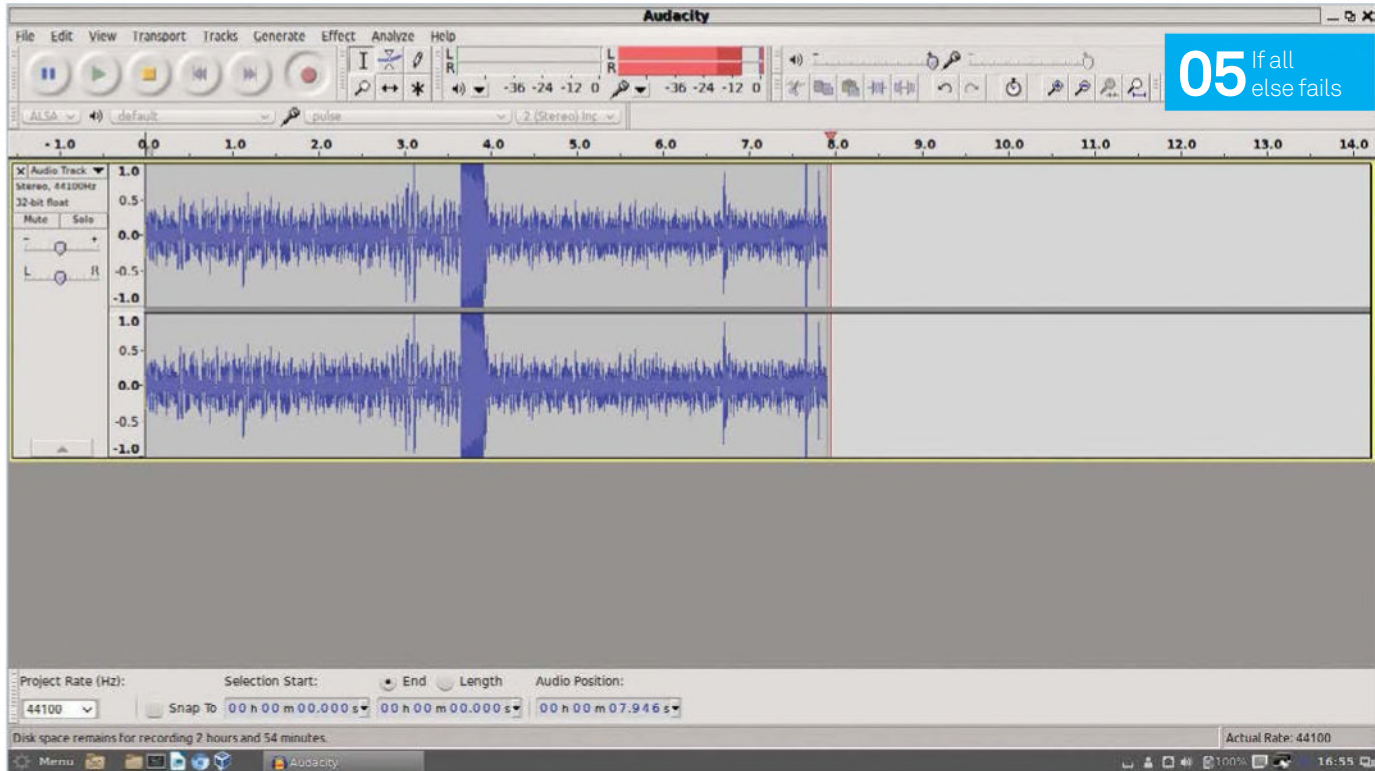 Audacity
File Edit View Transport Tracks Generate Effect Analyze Help
L
R
L
R
-36 -24 -12 0
-36 -24 -12 0
05 If all
else fails
ALSA default pulse 2 (Stereo) Inp
- 1.0 0.0 1.0 2.0 3.0 4.0 5.0 6.0 7.0 8.0 9.0 10.0 11.0 12.0 13.0 14.0
X Audio Track
Stereo, 44100Hz
32-bit float
Mute Solo
- +
L R
1.0
0.5
0.0
-0.5
-1.0
1.0
0.5
0.0
-0.5
-1.0
Project Rate (Hz): Selection Start: End Length Audio Position:
44100 Snap To 00 h 00 m 00.000 s 00 h 00 m 00.000 s 00 h 00 m 07.946 s
Disk space remains for recording 2 hours and 54 minutes. Actual Rate: 44100
Menu Audacity 100% 16:55